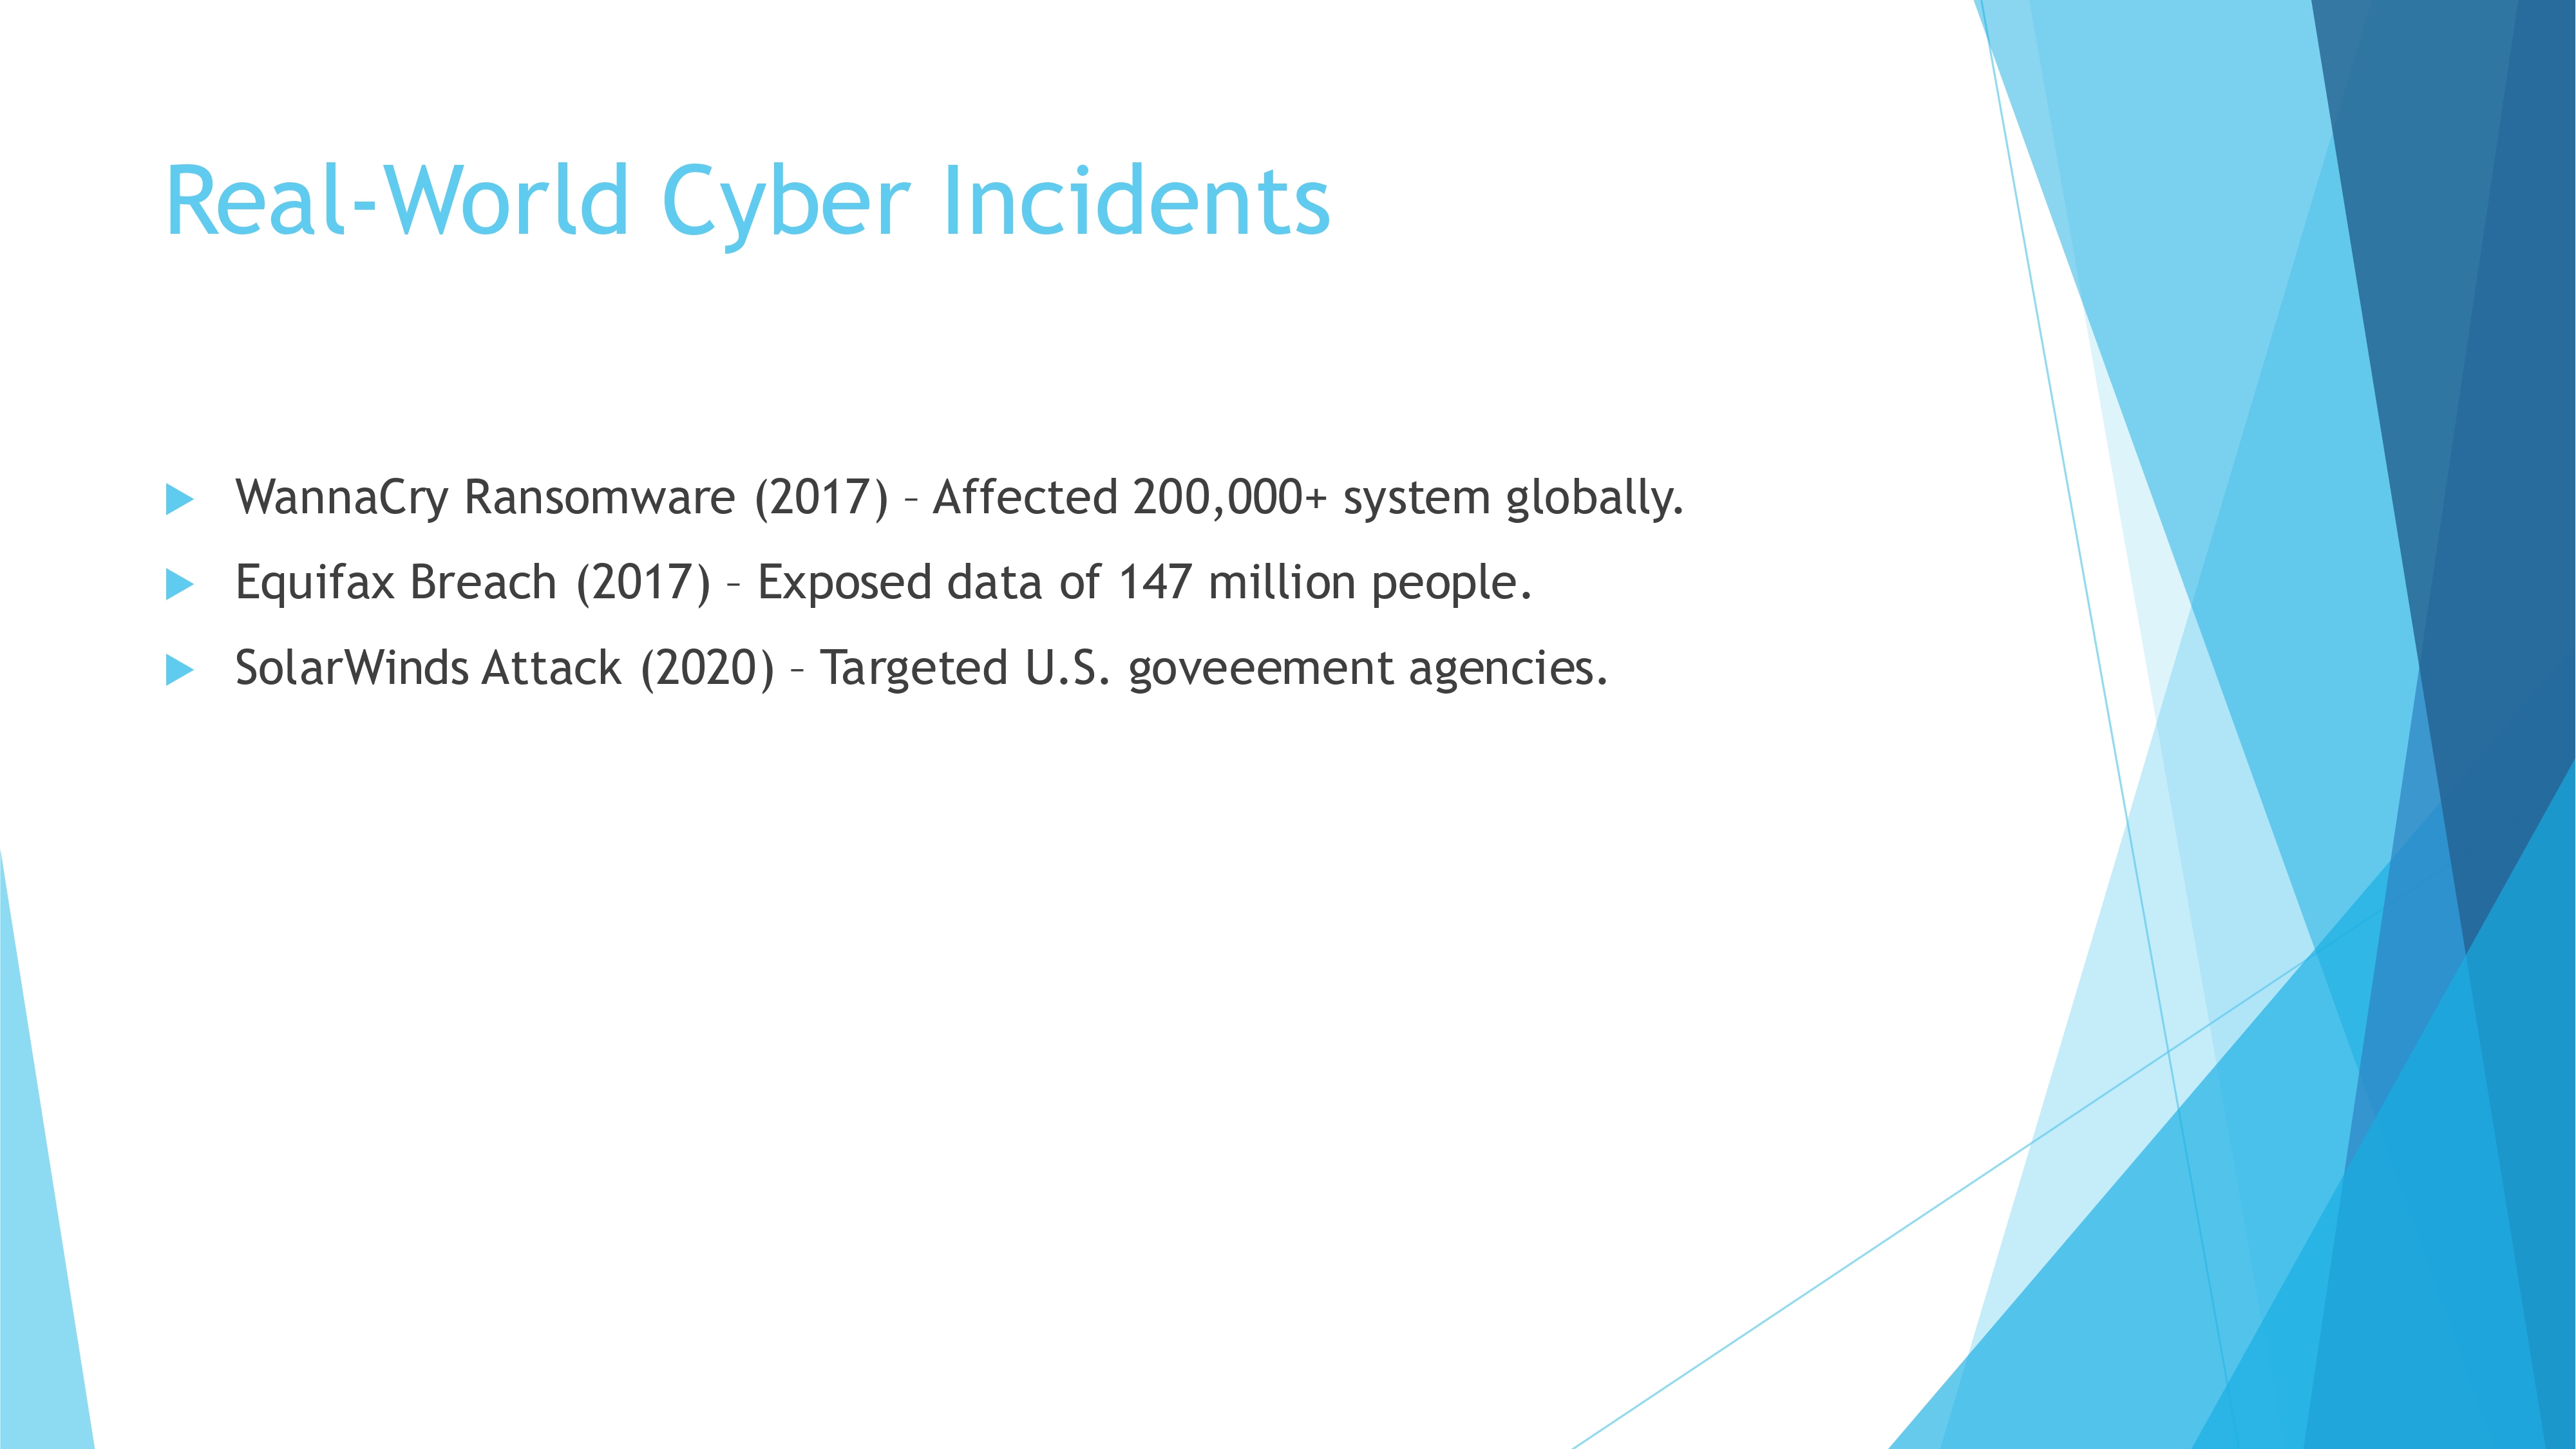 Real-World Cyber Incidents
WannaCry Ransomware (2017) – Affected 200,000+ system globally.
Equifax Breach (2017) – Exposed data of 147 million people.
SolarWinds Attack (2020) – Targeted U.S. goveeement agencies.